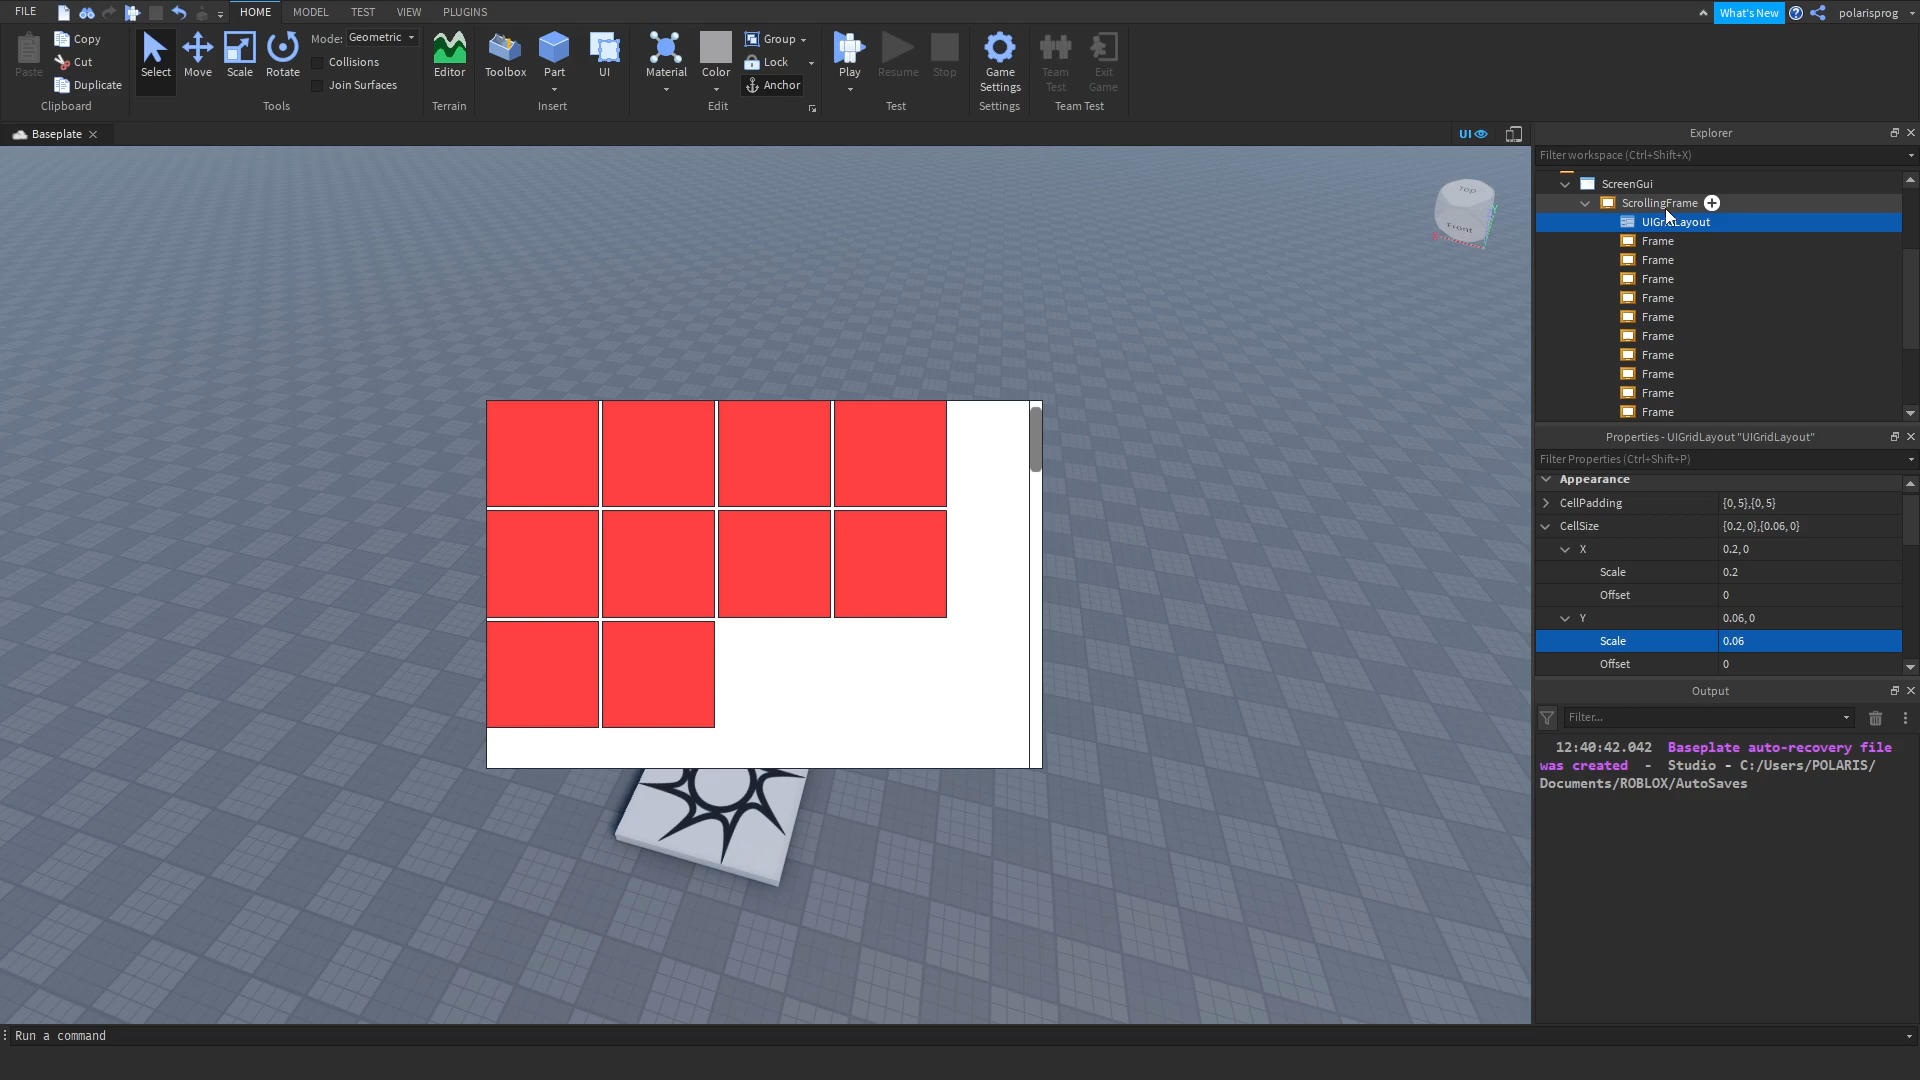 FILE HOME MODEL TEST VIEW PLUGINS What's New polarisprog
Paste Copy Cut Duplicate Clipboard
Select Move Scale Rotate Mode: Geometric Collisions Join Surfaces Tools
Editor Terrain
Toolbox Part UI Insert
Material Color Group Lock Anchor Edit
Play Resume Stop Test
Game Settings Settings
Team Test Exit Game Team Test
Baseplate
UI
Top
Front
Explorer
Filter workspace (Ctrl+Shift+X)
ScreenGui
ScrollingFrame
UIGridLayout
Frame
Frame
Frame
Frame
Frame
Frame
Frame
Frame
Frame
Frame
Properties - UIGridLayout "UIGridLayout"
Filter Properties (Ctrl+Shift+P)
Appearance
CellPadding {0, 5},{0, 5}
CellSize {0.2, 0},{0.06, 0}
X 0.2, 0
Scale 0.2
Offset 0
Y 0.06, 0
Scale 0.06
Offset 0
Output
Filter...
12:40:42.042 Baseplate auto-recovery file
was created - Studio - C:/Users/POLARIS/
Documents/ROBLOX/AutoSaves
Run a command